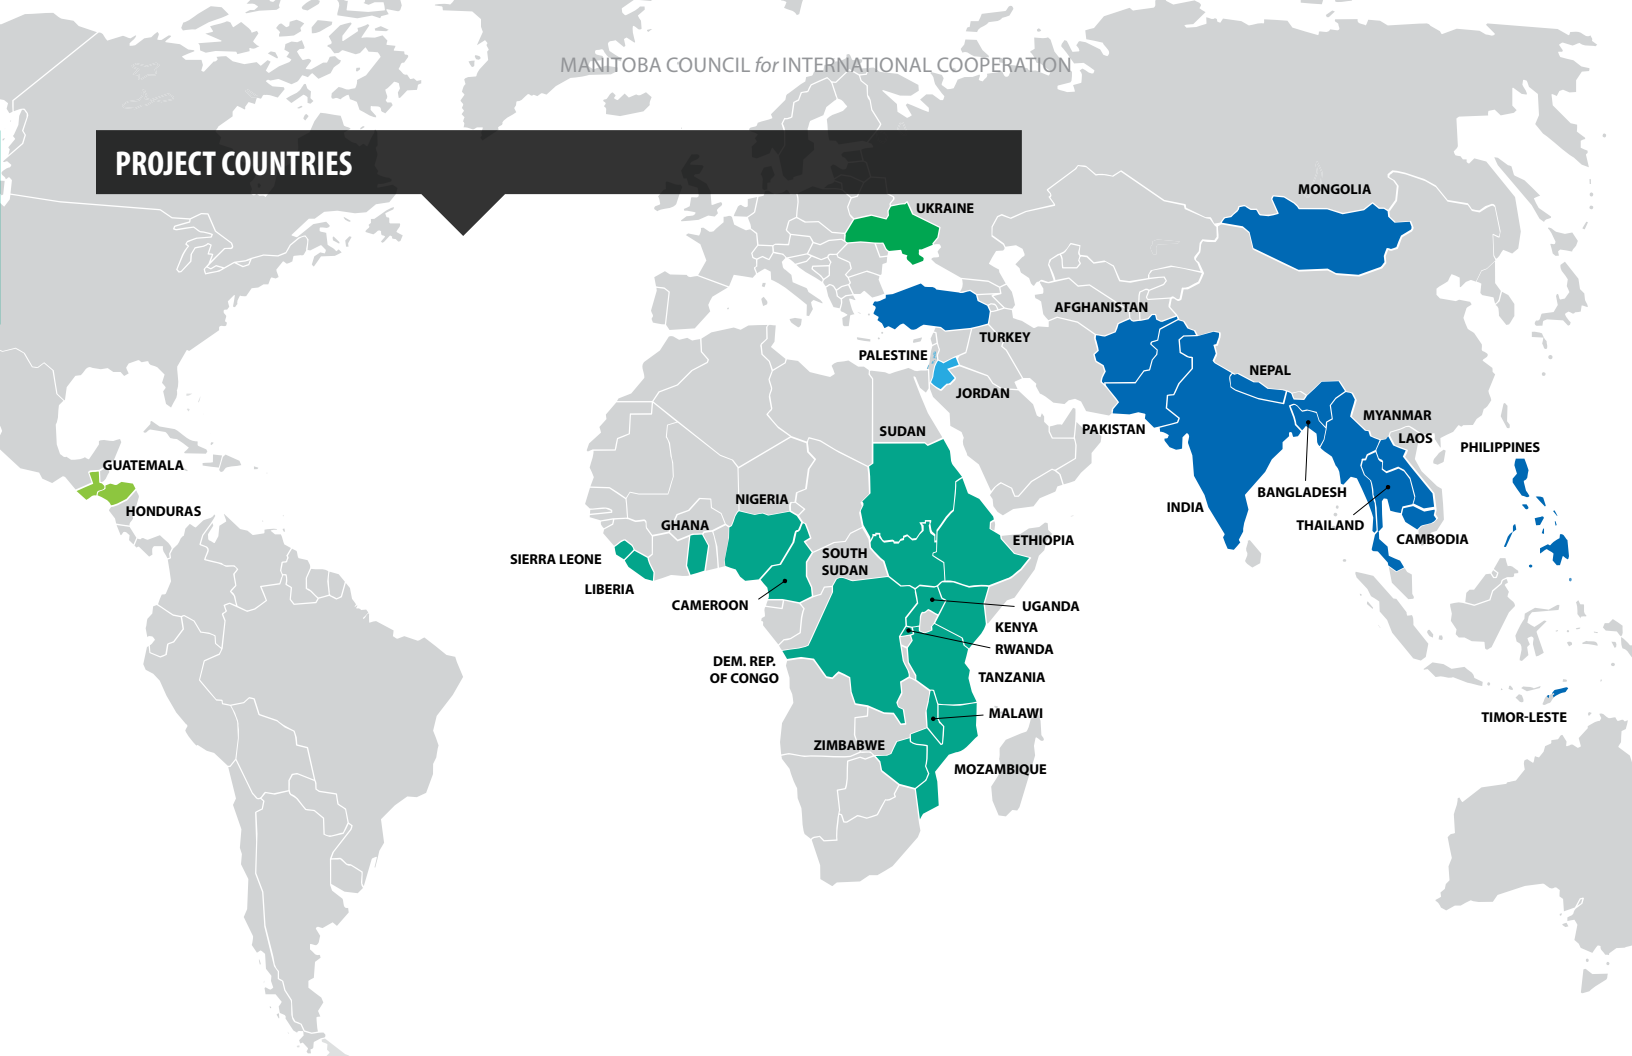 MANITOBA COUNCIL for INTERNATIONAL COOPERATION
PROJECT COUNTRIES
MONGOLIA
UKRAINE
AFGHANISTAN
TURKEY
PALESTINE
JORDAN
NEPAL
MYANMAR
LAOS
PHILIPPINES
PAKISTAN
SUDAN
GUATEMALA
HONDURAS
NIGERIA
GHANA
INDIA
BANGLADESH
THAILAND
CAMBODIA
ETHIOPIA
SIERRA LEONE
LIBERIA
SOUTH
SUDAN
CAMEROON
UGANDA
KENYA
RWANDA
DEM. REP.
OF CONGO
TANZANIA
MALAWI
TIMOR-LESTE
ZIMBABWE
MOZAMBIQUE